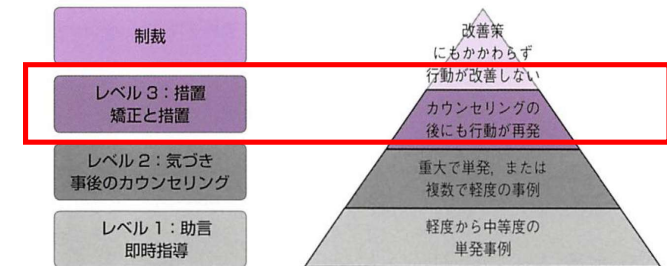 制裁
改善策
にもかかわらず
行動が改善しない
レベル 3：措置
矯正と措置
カウンセリングの
後にも行動が再発
レベル 2：気づき
事後のカウンセリング
重大で単発，または
複数で軽度の事例
レベル 1：助言
即時指導
軽度から中等度の
単発事例